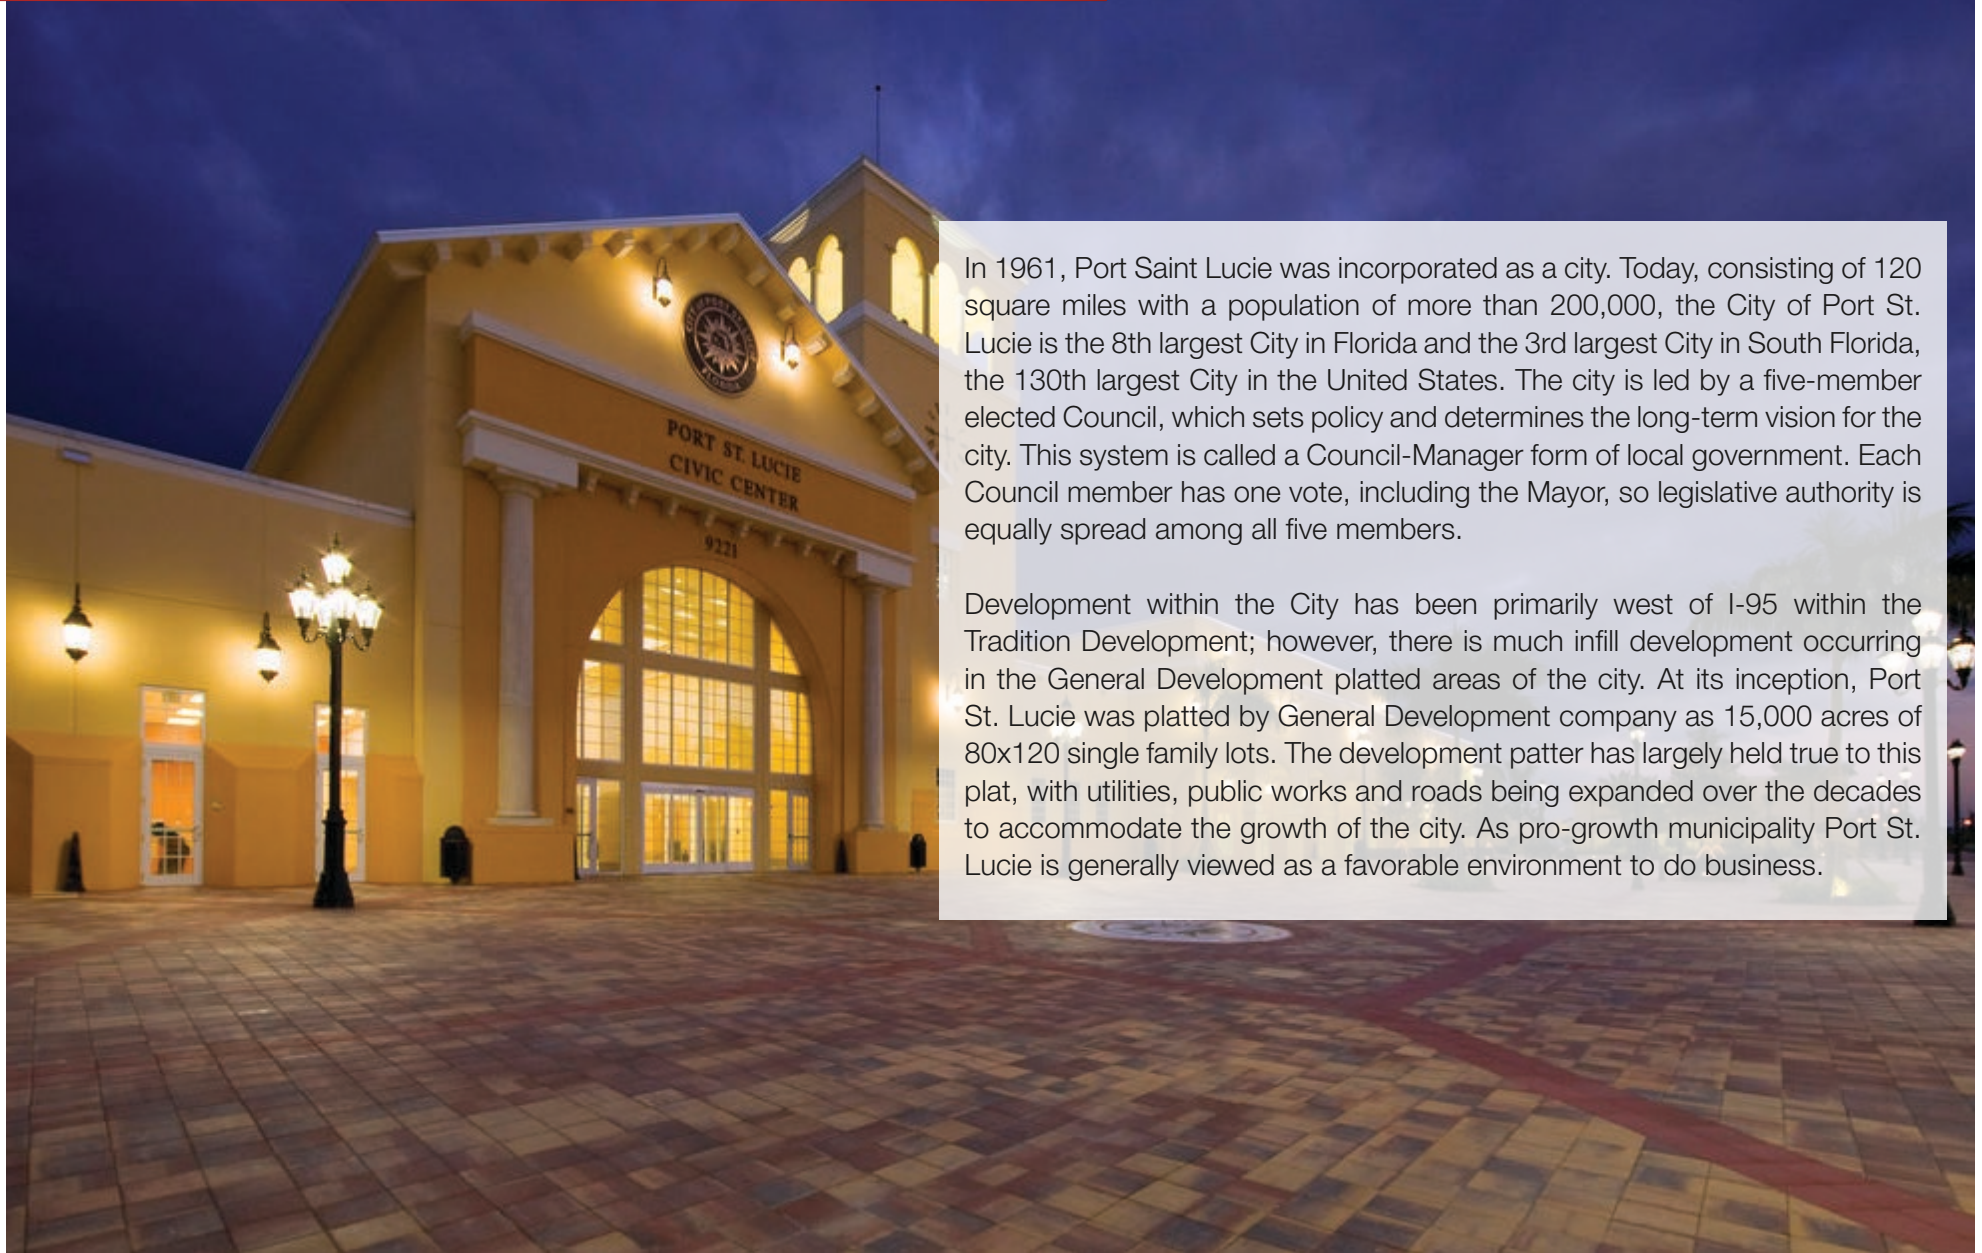 PORT ST. LUCIE
CIVIC CENTER
9221
FLORIDA
In 1961, Port Saint Lucie was incorporated as a city. Today, consisting of 120
square miles with a population of more than 200,000, the City of Port St.
Lucie is the 8th largest City in Florida and the 3rd largest City in South Florida,
the 130th largest City in the United States. The city is led by a five-member
elected Council, which sets policy and determines the long-term vision for the
city. This system is called a Council-Manager form of local government. Each
Council member has one vote, including the Mayor, so legislative authority is
equally spread among all five members.
Development within the City has been primarily west of I-95 within the
Tradition Development; however, there is much infill development occurring
in the General Development platted areas of the city. At its inception, Port
St. Lucie was platted by General Development company as 15,000 acres of
80x120 single family lots. The development patter has largely held true to this
plat, with utilities, public works and roads being expanded over the decades
to accommodate the growth of the city. As pro-growth municipality Port St.
Lucie is generally viewed as a favorable environment to do business.